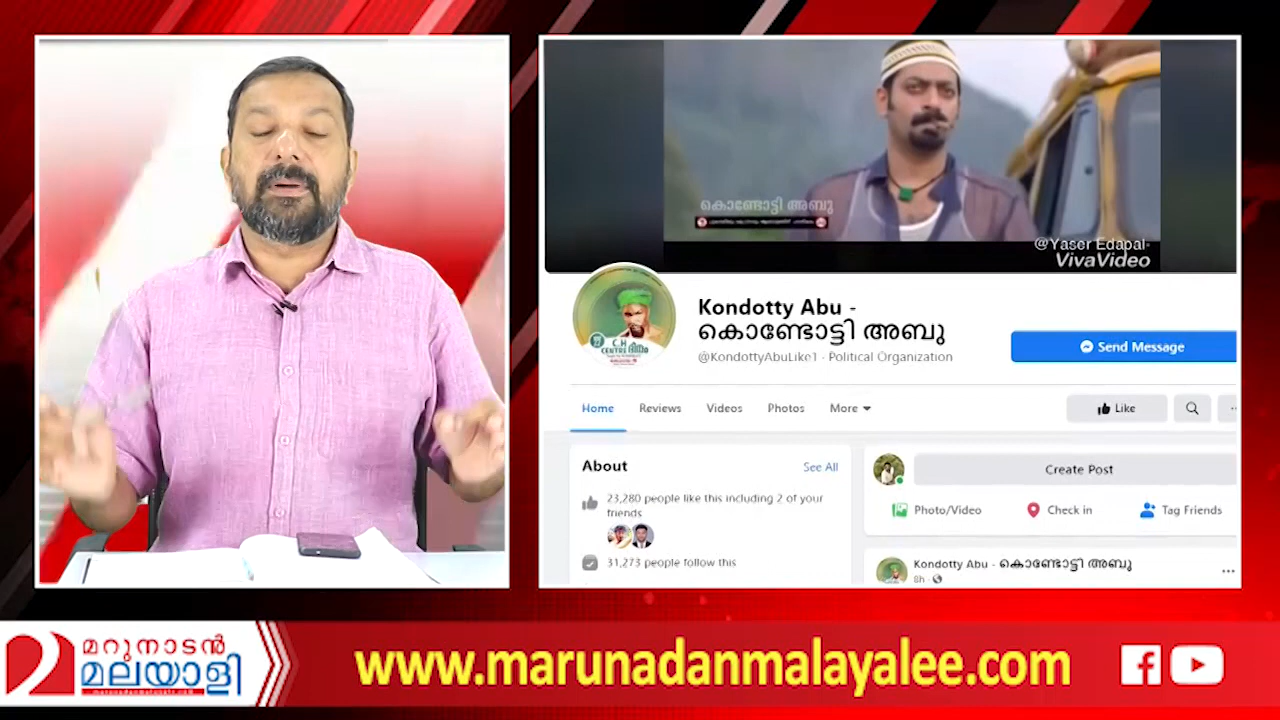 കൊണ്ടോട്ടി അബു
@Yaser Edapal-
VivaVideo
C.H
CENTRE ദിനം
Kondotty Abu -
കൊണ്ടോട്ടി അബു
@KondottyAbuLike1 · Political Organization
Send Message
Home
Reviews
Videos
Photos
More
Like
About
See All
23,280 people like this including 2 of your
friends
31,273 people follow this
Create Post
Photo/Video
Check in
Tag Friends
Kondotty Abu - കൊണ്ടോട്ടി അബു
8h ·
മറുനാടൻ
മലയാളി
www.marunadanmalayalee.com